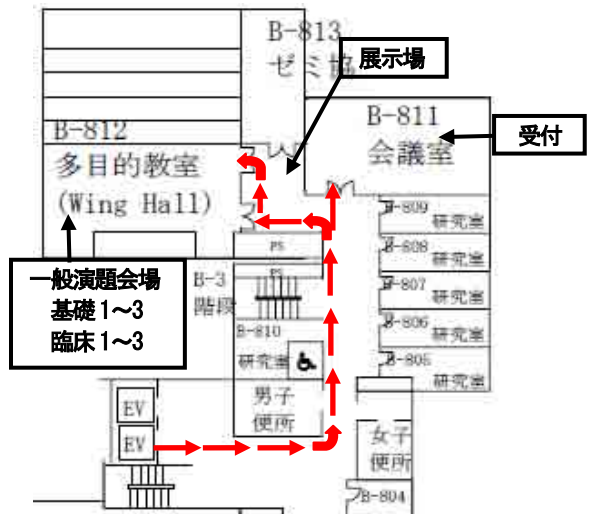 B-813
ゼミ協
展示場
B-811
会議室
受付
B-812
多目的教室
(Wing Hall)
一般演題会場
基礎1～3
臨床1～3
B-3
階段
PS
PS
B-809
研究室
B-808
研究室
B-807
研究室
B-806
研究室
B-805
研究室
B-810
研究室
男子
便所
EV
EV
女子
便所
B-804